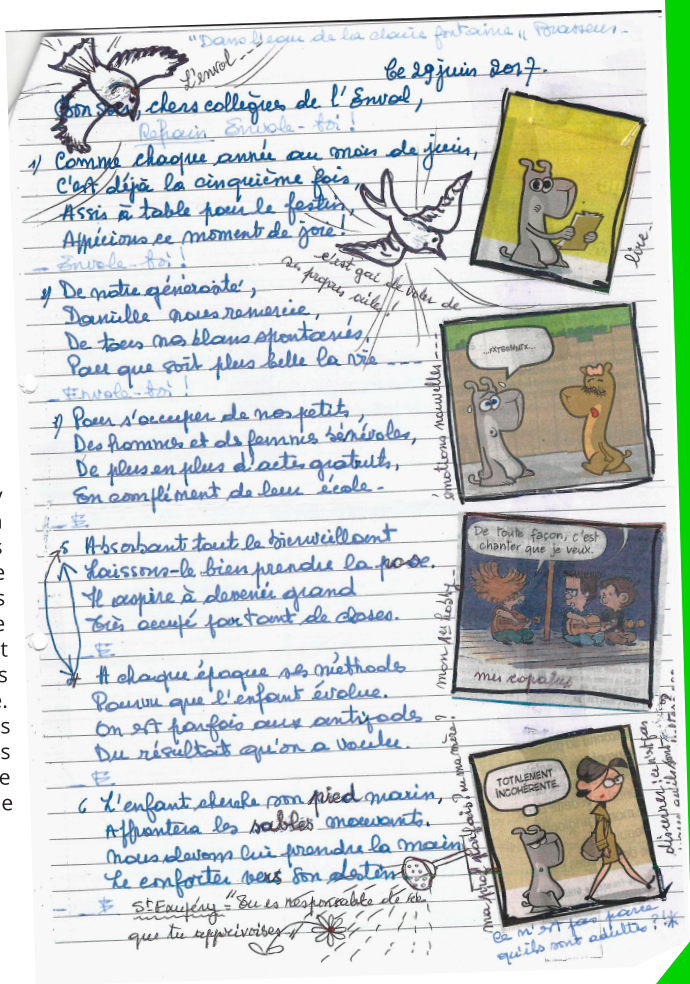 "Dans l'eau de la claire fontaine" Brassens -
L'envol - - -
Le 29 juin 2017.
Bonsoir, chers collègues de l'Envol,
Refrain Envole-toi !
1) Comme chaque année au mois de juin,
C'est déjà la cinquième fois,
Assis à table pour le festin,
Apprécions ce moment de joie !
- Envole-toi !
c'est gai de voler de
ses propres ailes !
lire.
2) De notre générosité,
Danielle nous remercie,
De tous nos élans spontanés,
Pour que soit plus belle la vie
- Envole-toi !
émotions nouvelles - - -
3) Pour s'occuper de nos petits,
Des hommes et des femmes bénévoles,
De plus en plus d'actes gratuits,
En complément de leur école -
- E
De toute façon, c'est
chanter que je veux.
mes copains
5 Absorbant tout le bienveillant
Laissons-le bien prendre la pose.
Il aspire à devenir grand
Très occupé par tant de choses.
- E
4 A chaque époque ses méthodes
Pourvu que l'enfant évolue.
On est parfois aux antipodes
Du résultat qu'on a voulu.
- E
TOTALEMENT
INCOHÉRENTE.
6 L'enfant cherche son pied marin,
Affrontera les sables mouvants.
Nous devons lui prendre la main
Le conforter vers son destin
- E
St Exupéry : "Tu es responsable de ce
que tu apprivoises"
Ce n'est pas parce
qu'ils sont adultes ?!